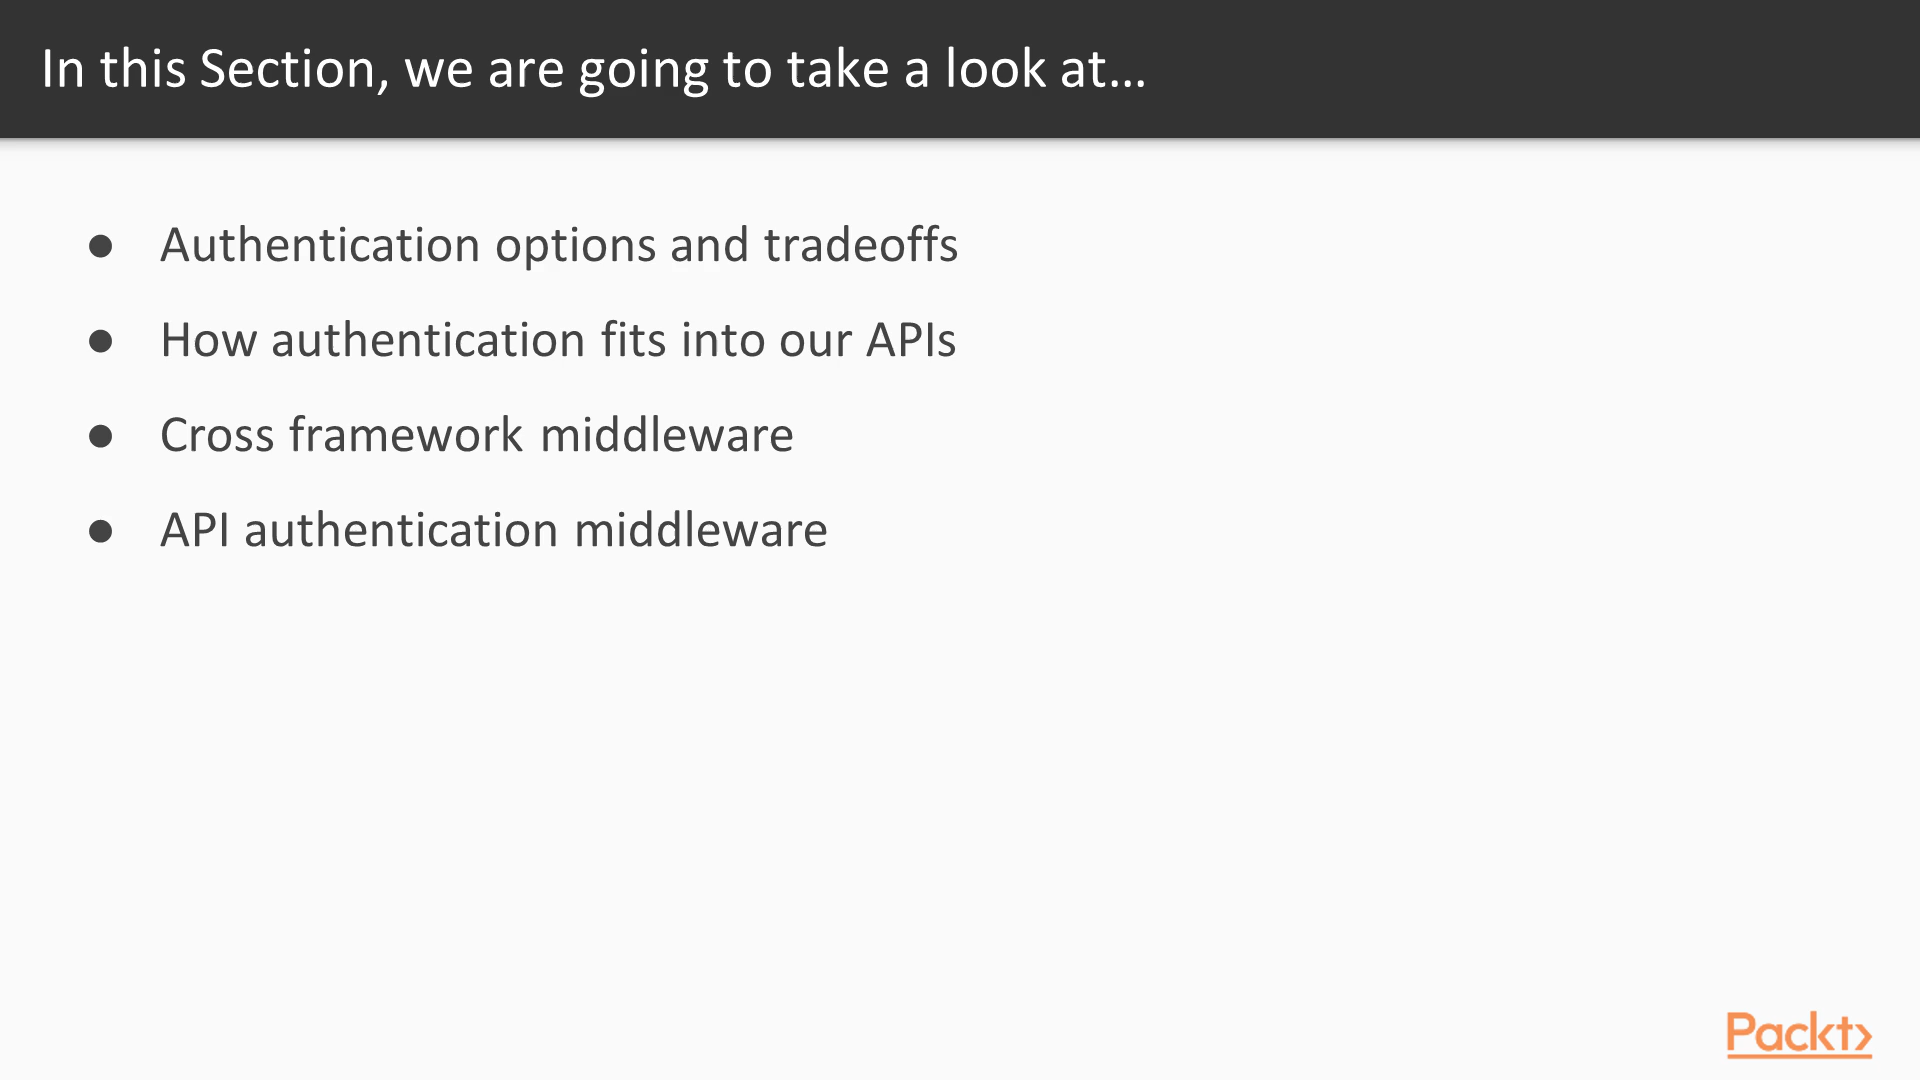 In this Section, we are going to take a look at...
● Authentication options and tradeoffs
● How authentication fits into our APIs
● Cross framework middleware
● API authentication middleware
Packt>